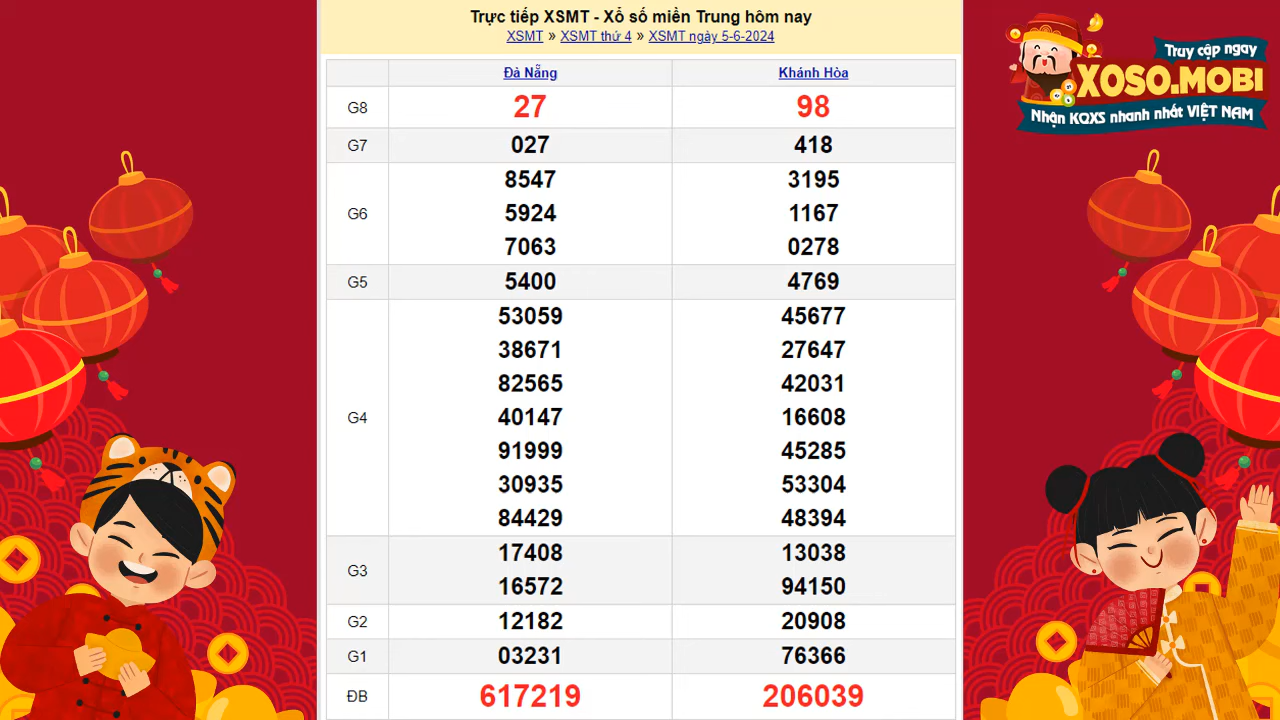 Trực tiếp XSMT - Xổ số miền Trung hôm nay
XSMT » XSMT thứ 4 » XSMT ngày 5-6-2024
Truy cập ngay
XOSO.MOBI
Nhận KQXS nhanh nhất VIỆT NAM
Đà Nẵng Khánh Hòa
G8 27 98
G7 027 418
8547 3195
G6 5924 1167
7063 0278
G5 5400 4769
53059 45677
38671 27647
82565 42031
G4 40147 16608
91999 45285
30935 53304
84429 48394
G3 17408 13038
16572 94150
G2 12182 20908
G1 03231 76366
ĐB 617219 206039